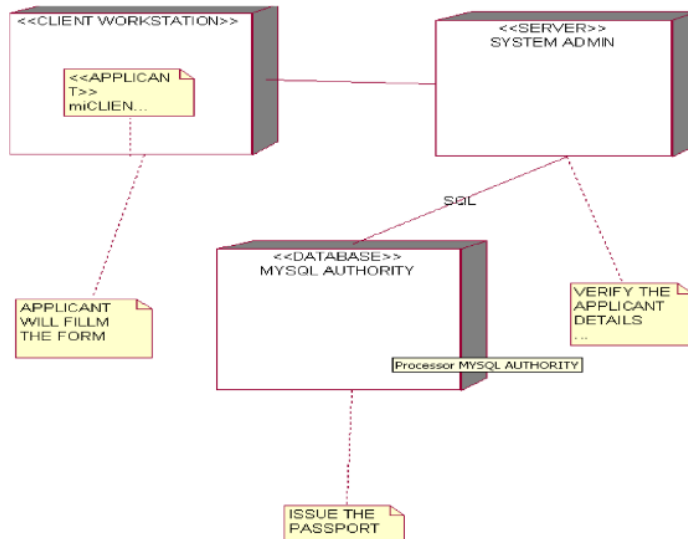 <<CLIENT WORKSTATION>>
<<SERVER>>
SYSTEM ADMIN
<<APPLICAN
T>>
miCLIEN...
SQL
<<DATABASE>>
MYSQL AUTHORITY
APPLICANT
WILL FILLM
THE FORM
VERIFY THE
APPLICANT
DETAILS
...
Processor MYSQL AUTHORITY
ISSUE THE
PASSPORT